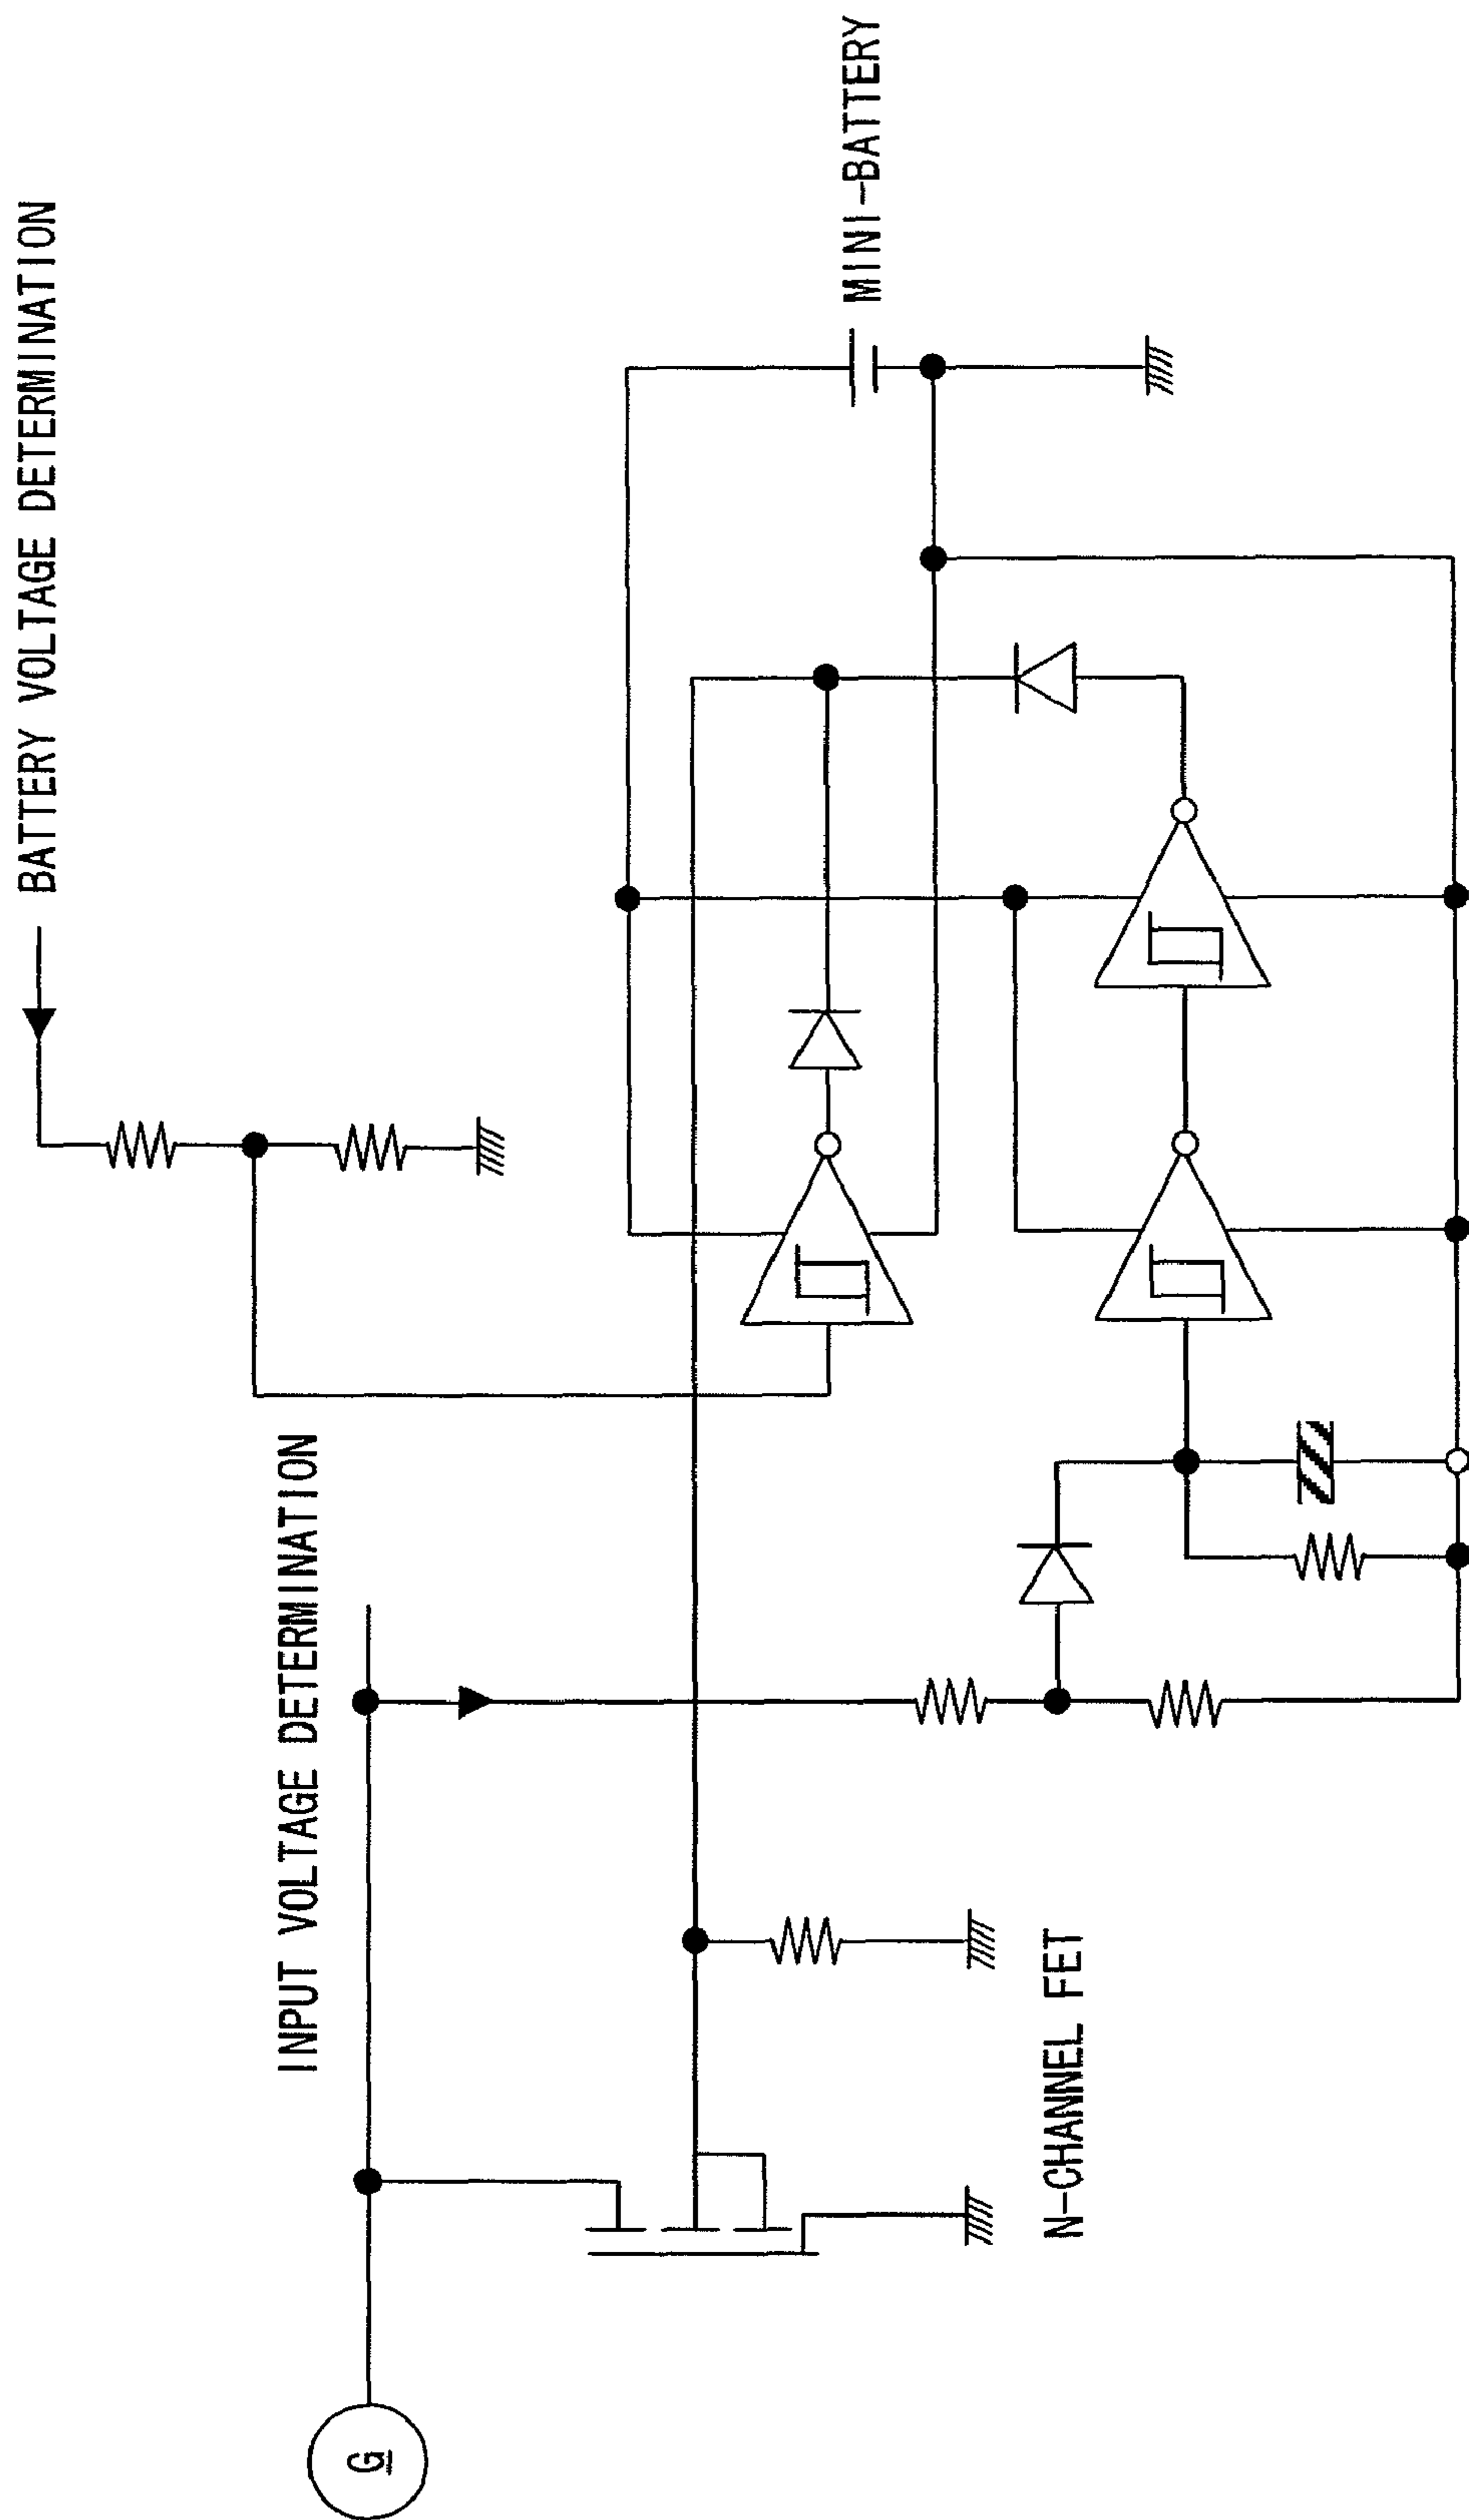 BATTERY VOLTAGE DETERMINATION
INPUT VOLTAGE DETERMINATION
MINI-BATTERY
N-CHANNEL FET
G